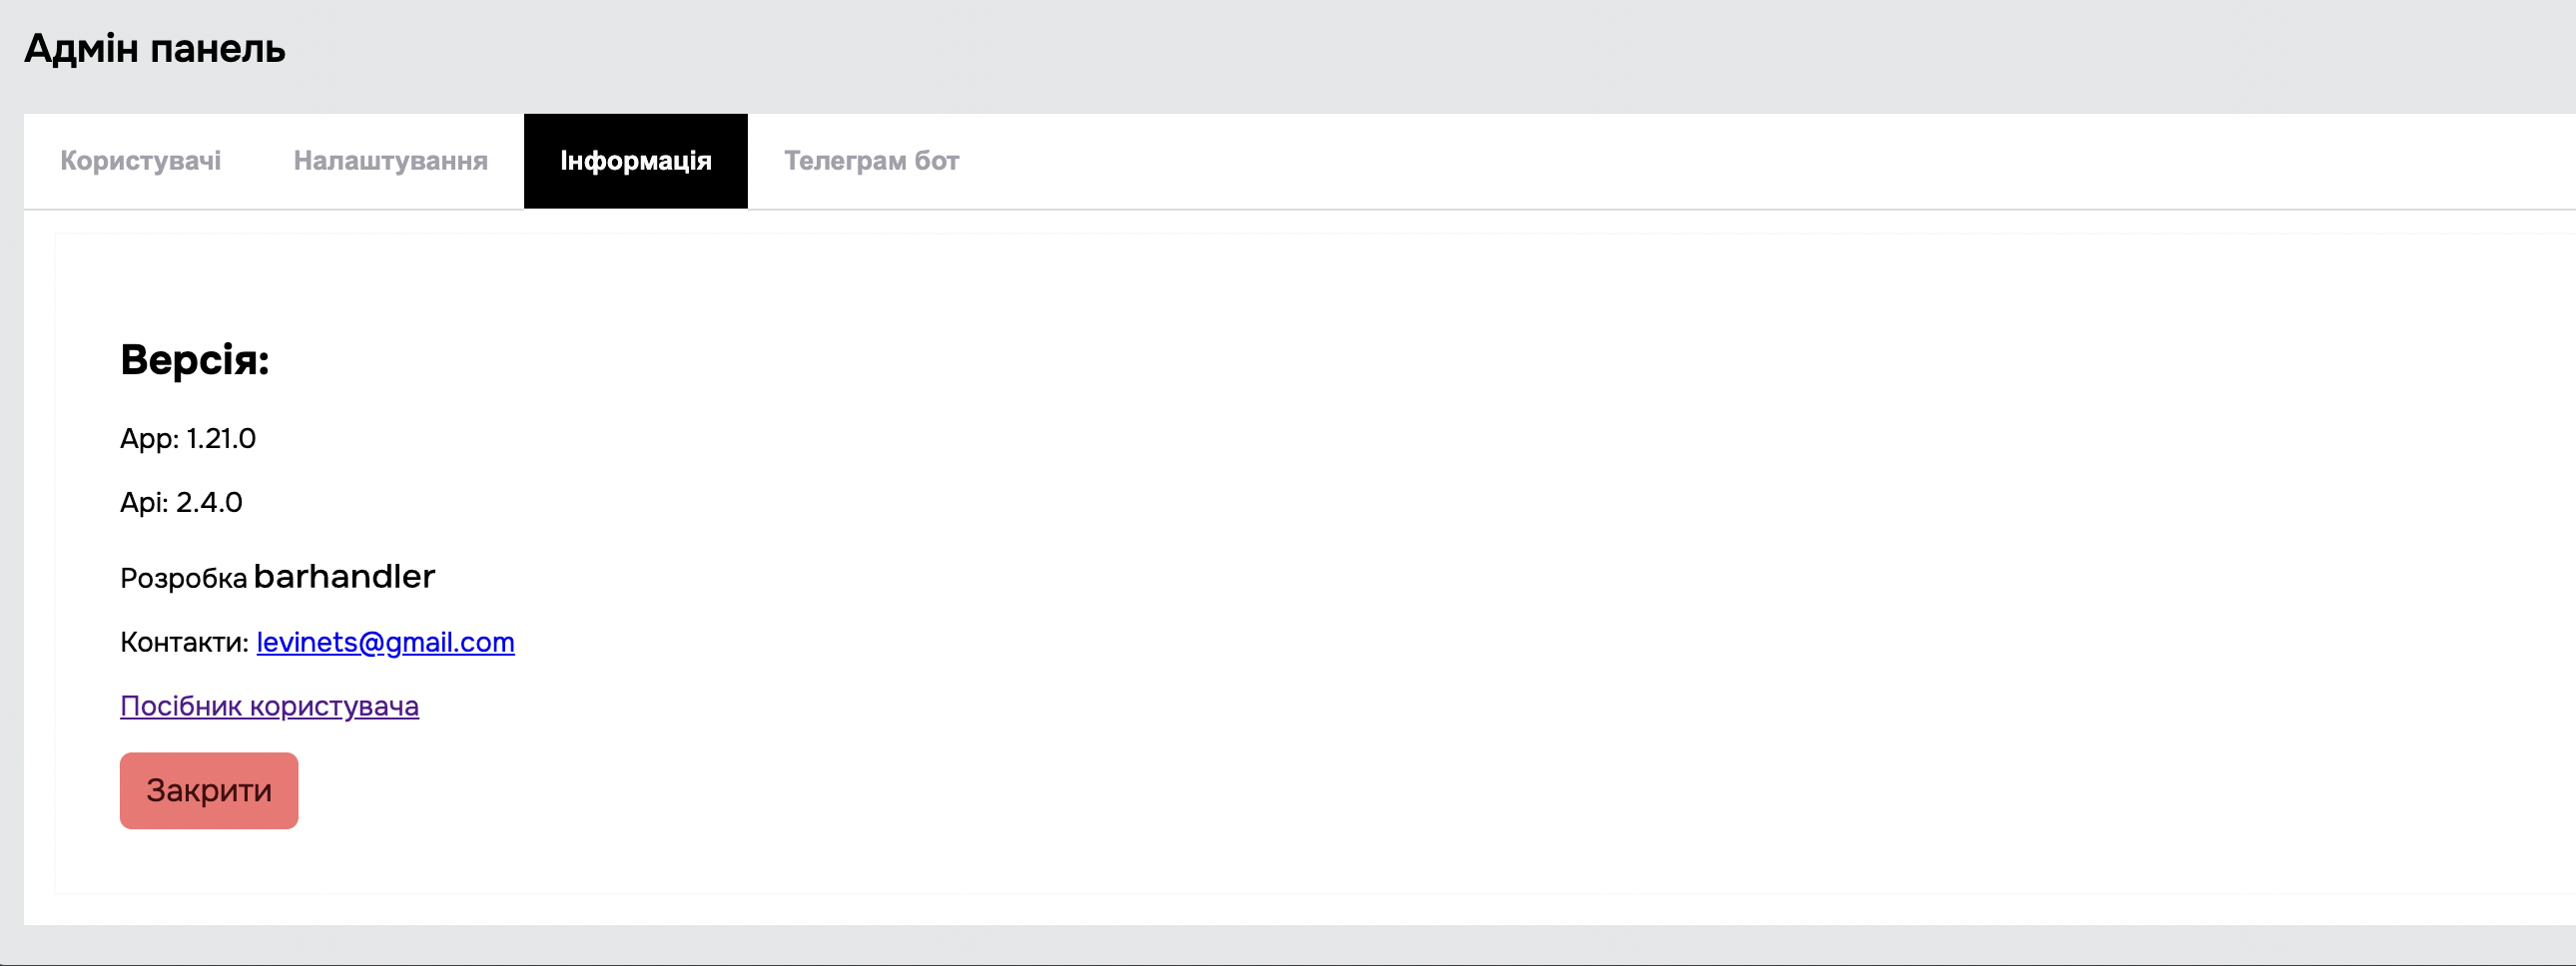 Адмін панель
Користувачі Налаштування Інформація Телеграм бот
Версія:
App: 1.21.0
Api: 2.4.0
Розробка barhandler
Контакти: levinets@gmail.com
Посібник користувача
Закрити